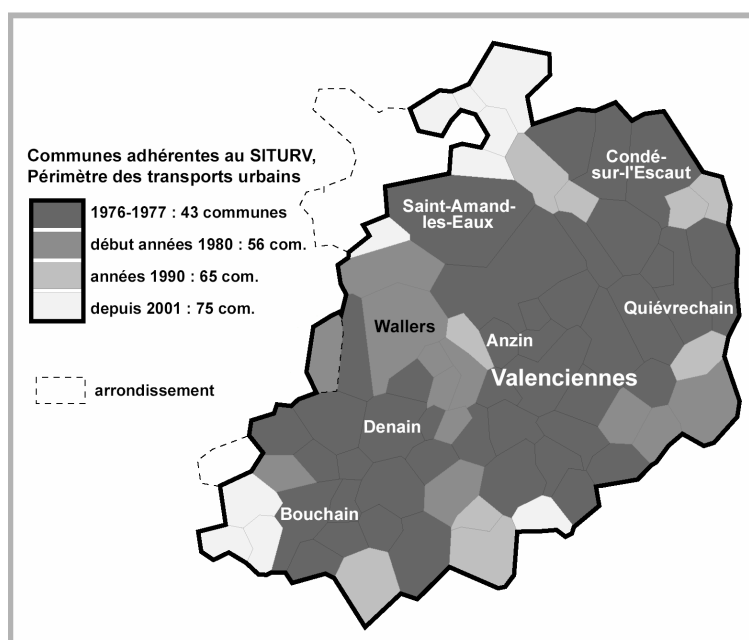 Communes adhérentes au SITURV,
Périmètre des transports urbains
1976-1977 : 43 communes
début années 1980 : 56 com.
années 1990 : 65 com.
depuis 2001 : 75 com.
arrondissement
Condé-
sur-l'Escaut
Saint-Amand-
les-Eaux
Quiévrechain
Wallers
Anzin
Valenciennes
Denain
Bouchain